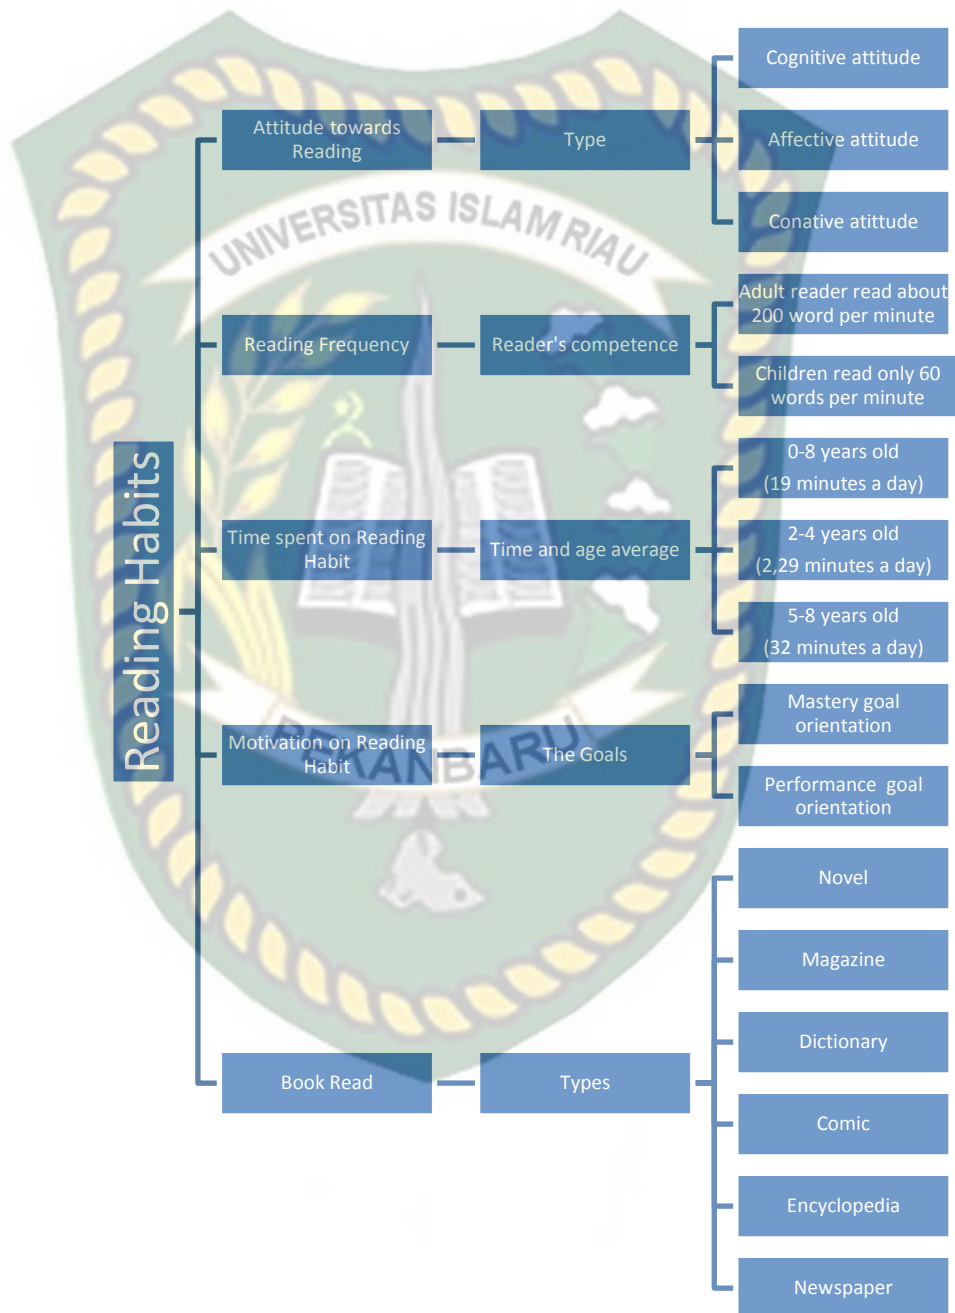 Reading Habits
Attitude towards
Reading
Type
Cognitive attitude
Affective attitude
Conative atittude
Reading Frequency
Reader's competence
Adult reader read about
200 word per minute
Children read only 60
words per minute
Time spent on Reading
Habit
Time and age average
0-8 years old
(19 minutes a day)
2-4 years old
(2,29 minutes a day)
5-8 years old
(32 minutes a day)
Motivation on Reading
Habit
The Goals
Mastery goal
orientation
Performance goal
orientation
Book Read
Types
Novel
Magazine
Dictionary
Comic
Encyclopedia
Newspaper
UNIVERSITAS ISLAM RIAU
PEKANBARU